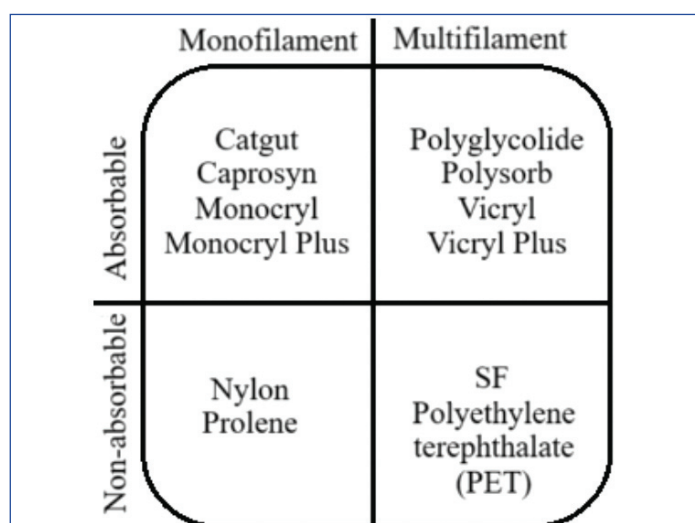 Monofilament
Multifilament
Absorbable
Catgut
Caprosyn
Monocryl
Monocryl Plus
Polyglycolide
Polysorb
Vicryl
Vicryl Plus
Non-absorbable
Nylon
Prolene
SF
Polyethylene
terephthalate
(PET)